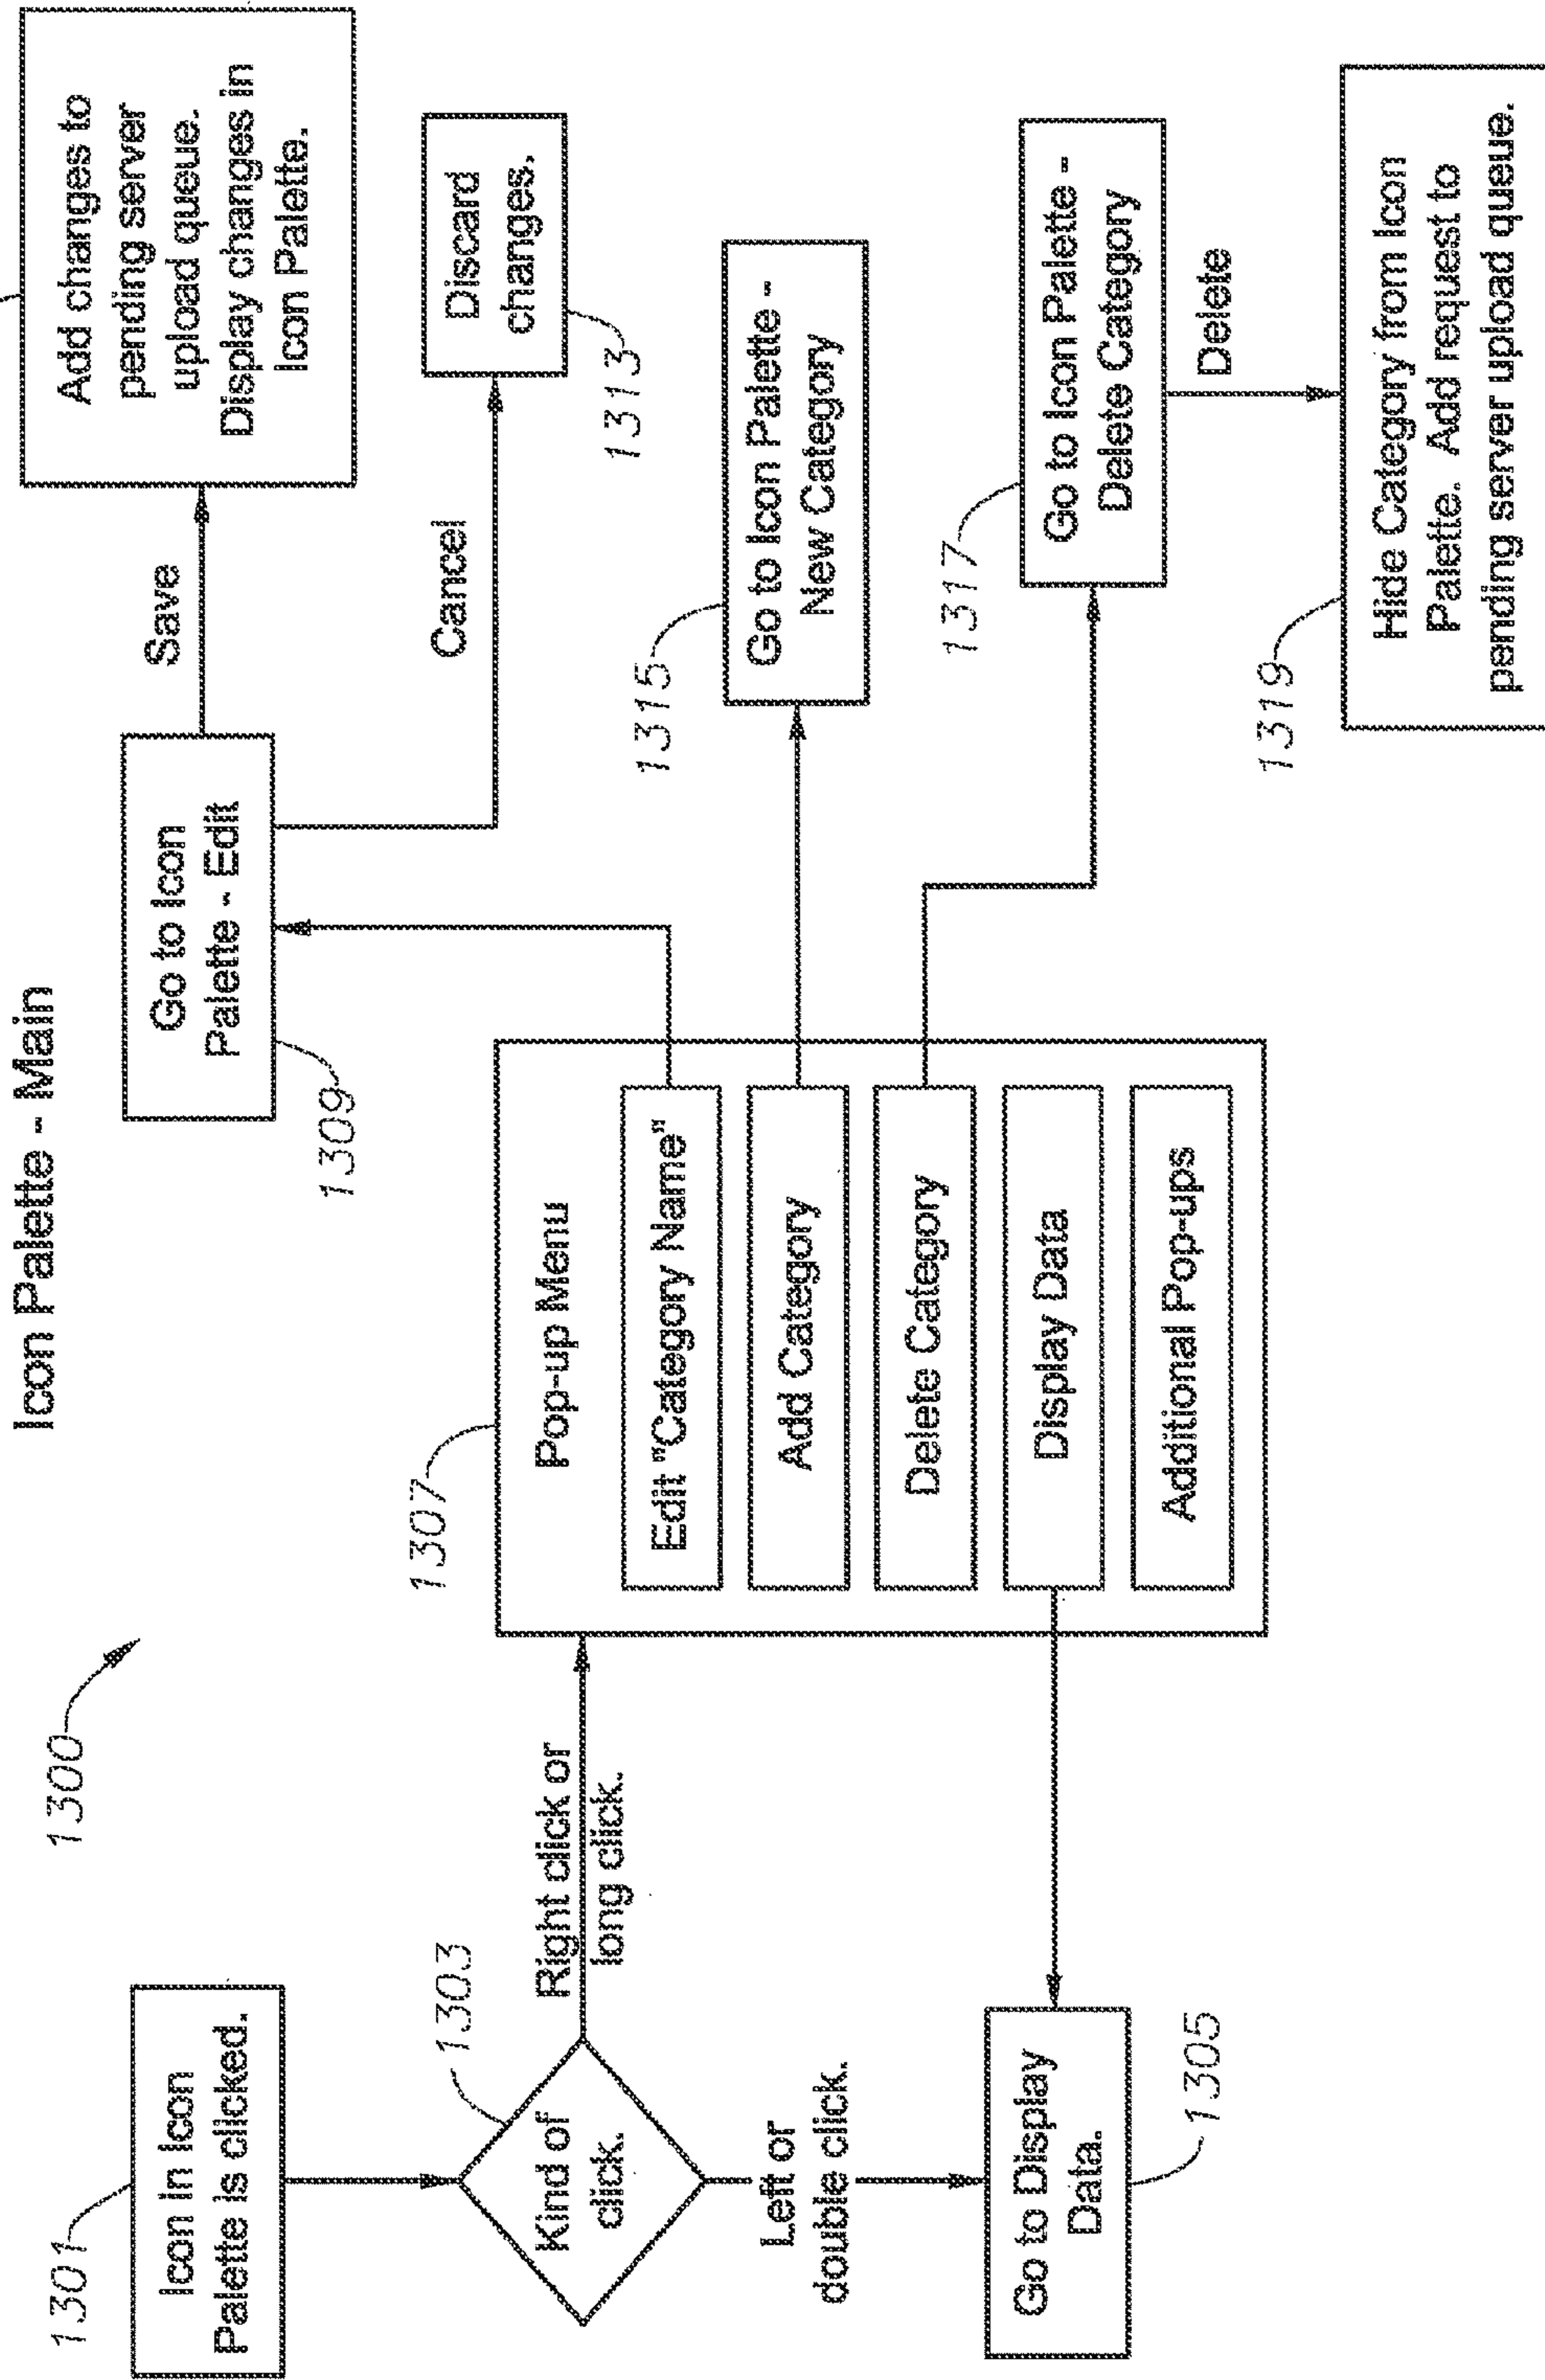 Icon Palette - Main
1300
1301
Icon in Icon
Palette is clicked.
1303
Kind of
click.
Right click or
long click.
Left or
double click.
Go to Display
Data.
1305
1307
Pop-up Menu
Edit "Category Name"
Add Category
Delete Category
Display Data
Additional Pop-ups
Go to Icon
Palette - Edit
1309
Save
Add changes to
pending server
upload queue.
Display changes in
Icon Palette.
Cancel
Discard
changes.
1313
1315
Go to Icon Palette -
New Category
1317
Go to Icon Palette -
Delete Category
Delete
1319
Hide Category from Icon
Palette. Add request to
pending server upload queue.